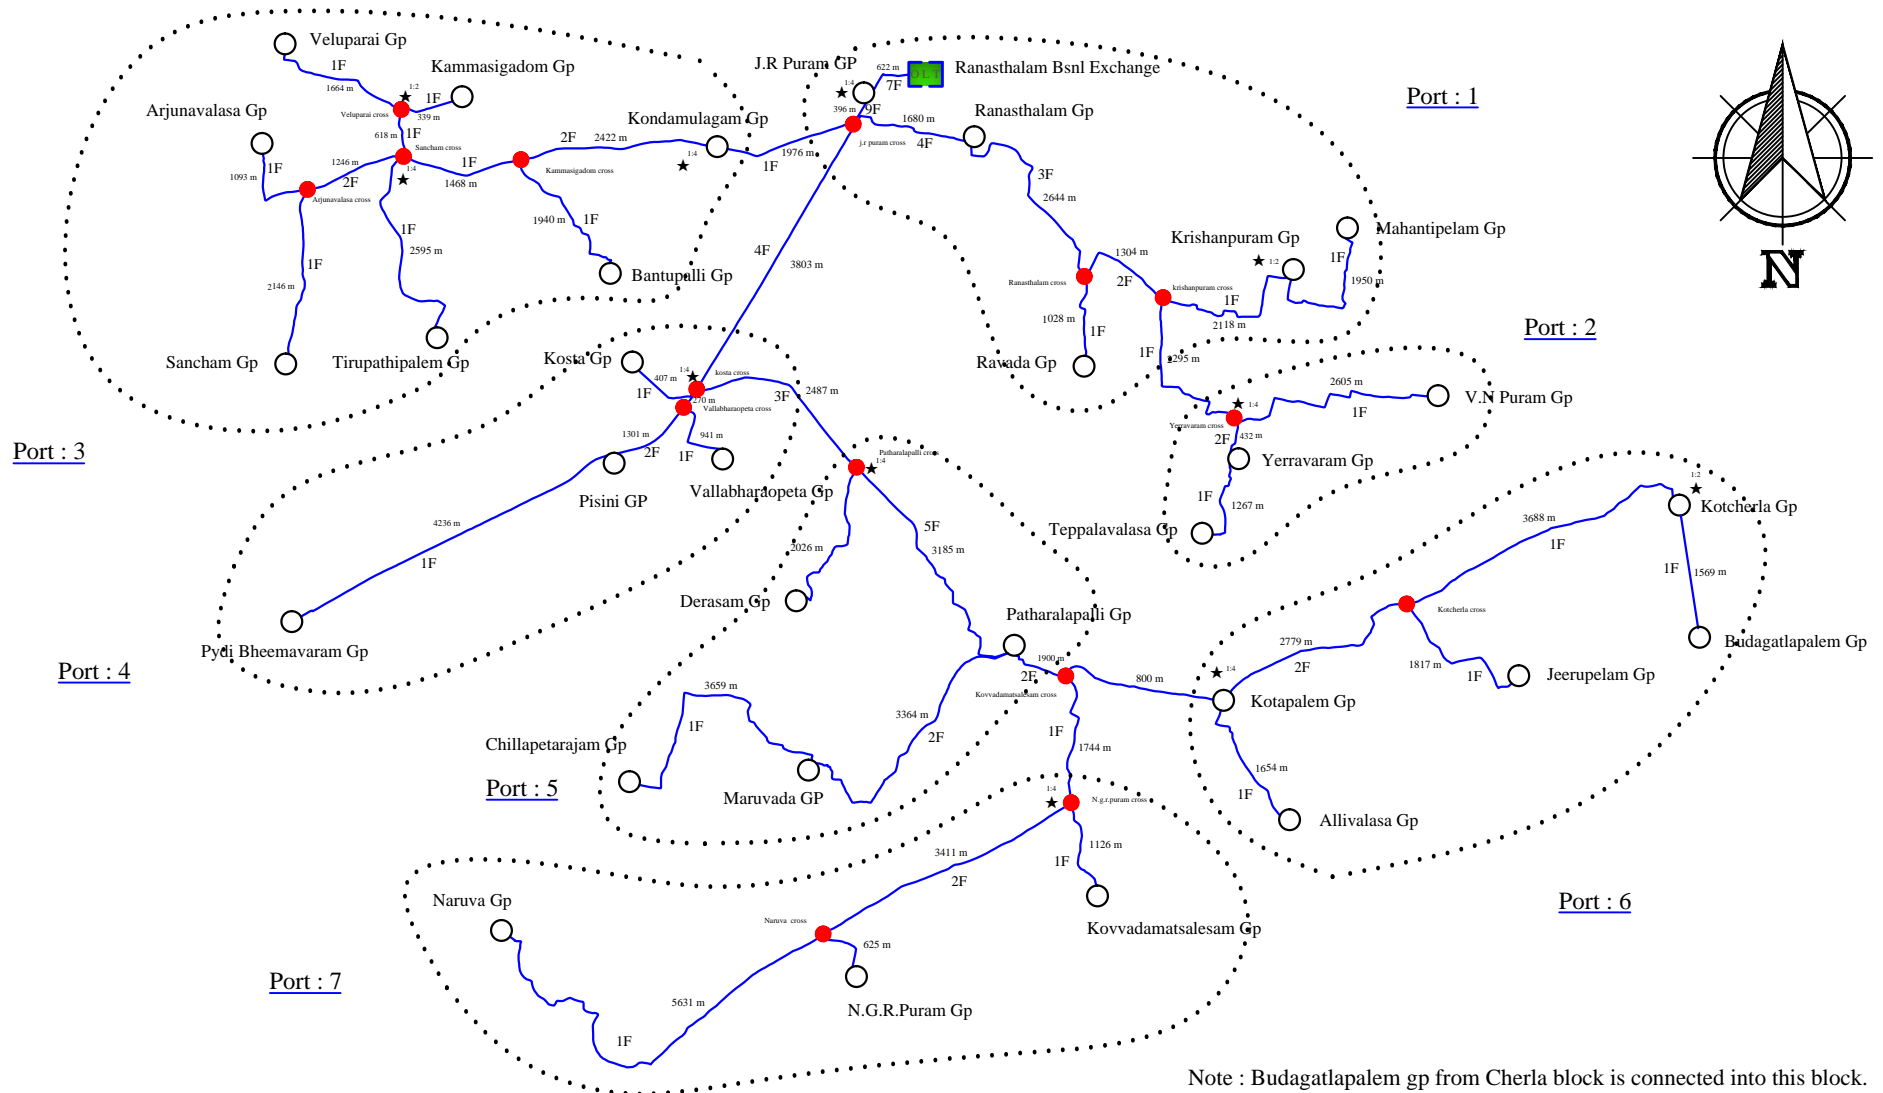 Veluparai Gp
1F
1664 m
1:2
Kammasigadom Gp
1F
339 m
Veluparai cross
618 m
1F
Arjunavalasa Gp
1F
1093 m
1246 m
2F
Arjunavalasa cross
Sancham cross
1:4
1F
1468 m
2F
2422 m
Kammasigadom cross
Kondamulagam Gp
1:4
1976 m
1F
1940 m
1F
Bantupalli Gp
1F
2595 m
1F
2146 m
Sancham Gp
Tirupathipalem Gp
J.R Puram GP
1:4
622 m
7F
OLT
Ranasthalam Bsnl Exchange
396 m
9F
j.r puram cross
1680 m
4F
Ranasthalam Gp
3F
2644 m
Ranasthalam cross
1304 m
2F
krishanpuram cross
1028 m
1F
Ravada Gp
Krishanpuram Gp
1:2
1F
2118 m
Mahantipelam Gp
1F
1950 m
Port : 1
N
Port : 2
1F
2295 m
1:4
Yerravaram cross
2605 m
1F
V.N Puram Gp
2F
432 m
Yerravaram Gp
1F
1267 m
Teppalavalasa Gp
4F
3803 m
Kosta Gp
1:4
kosta cross
407 m
1F
270 m
Vallabharaopeta cross
1301 m
2F
941 m
1F
Pisini GP
Vallabharaopeta Gp
Port : 3
4236 m
1F
Pydi Bheemavaram Gp
Port : 4
3F
2487 m
Patharalapalli cross
1:4
5F
3185 m
2026 m
Derasam Gp
Patharalapalli Gp
1900 m
2F
Kovvadamatsalesam cross
800 m
3659 m
1F
3364 m
2F
Chillapetarajam Gp
Maruvada GP
Port : 5
1F
1744 m
1:4
N.g.r.puram cross
1:4
Kotapalem Gp
2779 m
2F
Kotcherla cross
3688 m
1F
1:2
Kotcherla Gp
1F
1569 m
Budagatlapalem Gp
1817 m
1F
Jeerupelam Gp
1654 m
1F
Allivalasa Gp
Port : 6
3411 m
2F
1126 m
1F
Kovvadamatsalesam Gp
Naruva Gp
Naruva cross
625 m
N.G.R.Puram Gp
5631 m
1F
Port : 7
Note : Budagatlapalem gp from Cherla block is connected into this block.